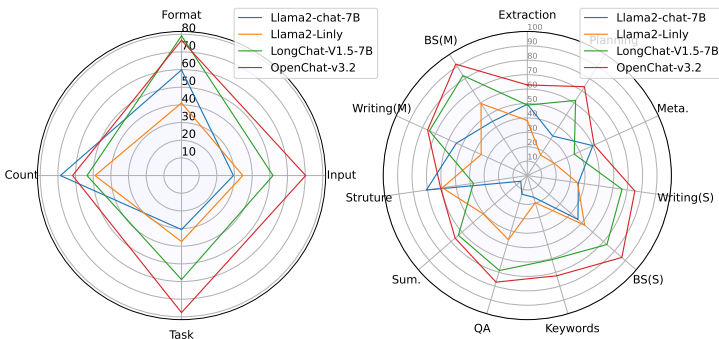 Format
80
70
60
50
40
30
20
10
Count
Input
Task
Llama2-chat-7B
Llama2-Linly
LongChat-V1.5-7B
OpenChat-v3.2
Extraction
100
90
80
70
60
50
40
30
20
10
Planning
BS(M)
Meta.
Writing(M)
Struture
Writing(S)
Sum.
BS(S)
QA
Keywords
Llama2-chat-7B
Llama2-Linly
LongChat-V1.5-7B
OpenChat-v3.2